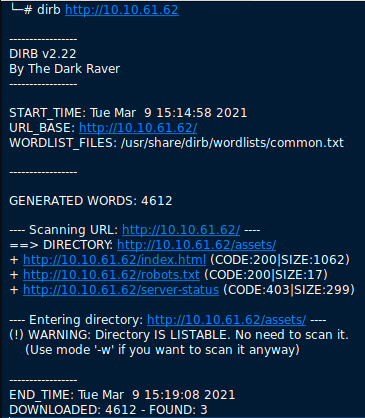 └─# dirb http://10.10.61.62
-----------------
DIRB v2.22
By The Dark Raver
-----------------
START_TIME: Tue Mar  9 15:14:58 2021
URL_BASE: http://10.10.61.62/
WORDLIST_FILES: /usr/share/dirb/wordlists/common.txt
-----------------
GENERATED WORDS: 4612
---- Scanning URL: http://10.10.61.62/ ----
==> DIRECTORY: http://10.10.61.62/assets/
+ http://10.10.61.62/index.html (CODE:200|SIZE:1062)
+ http://10.10.61.62/robots.txt (CODE:200|SIZE:17)
+ http://10.10.61.62/server-status (CODE:403|SIZE:299)
---- Entering directory: http://10.10.61.62/assets/ ----
(!) WARNING: Directory IS LISTABLE. No need to scan it.
    (Use mode '-w' if you want to scan it anyway)
-----------------
END_TIME: Tue Mar  9 15:19:08 2021
DOWNLOADED: 4612 - FOUND: 3